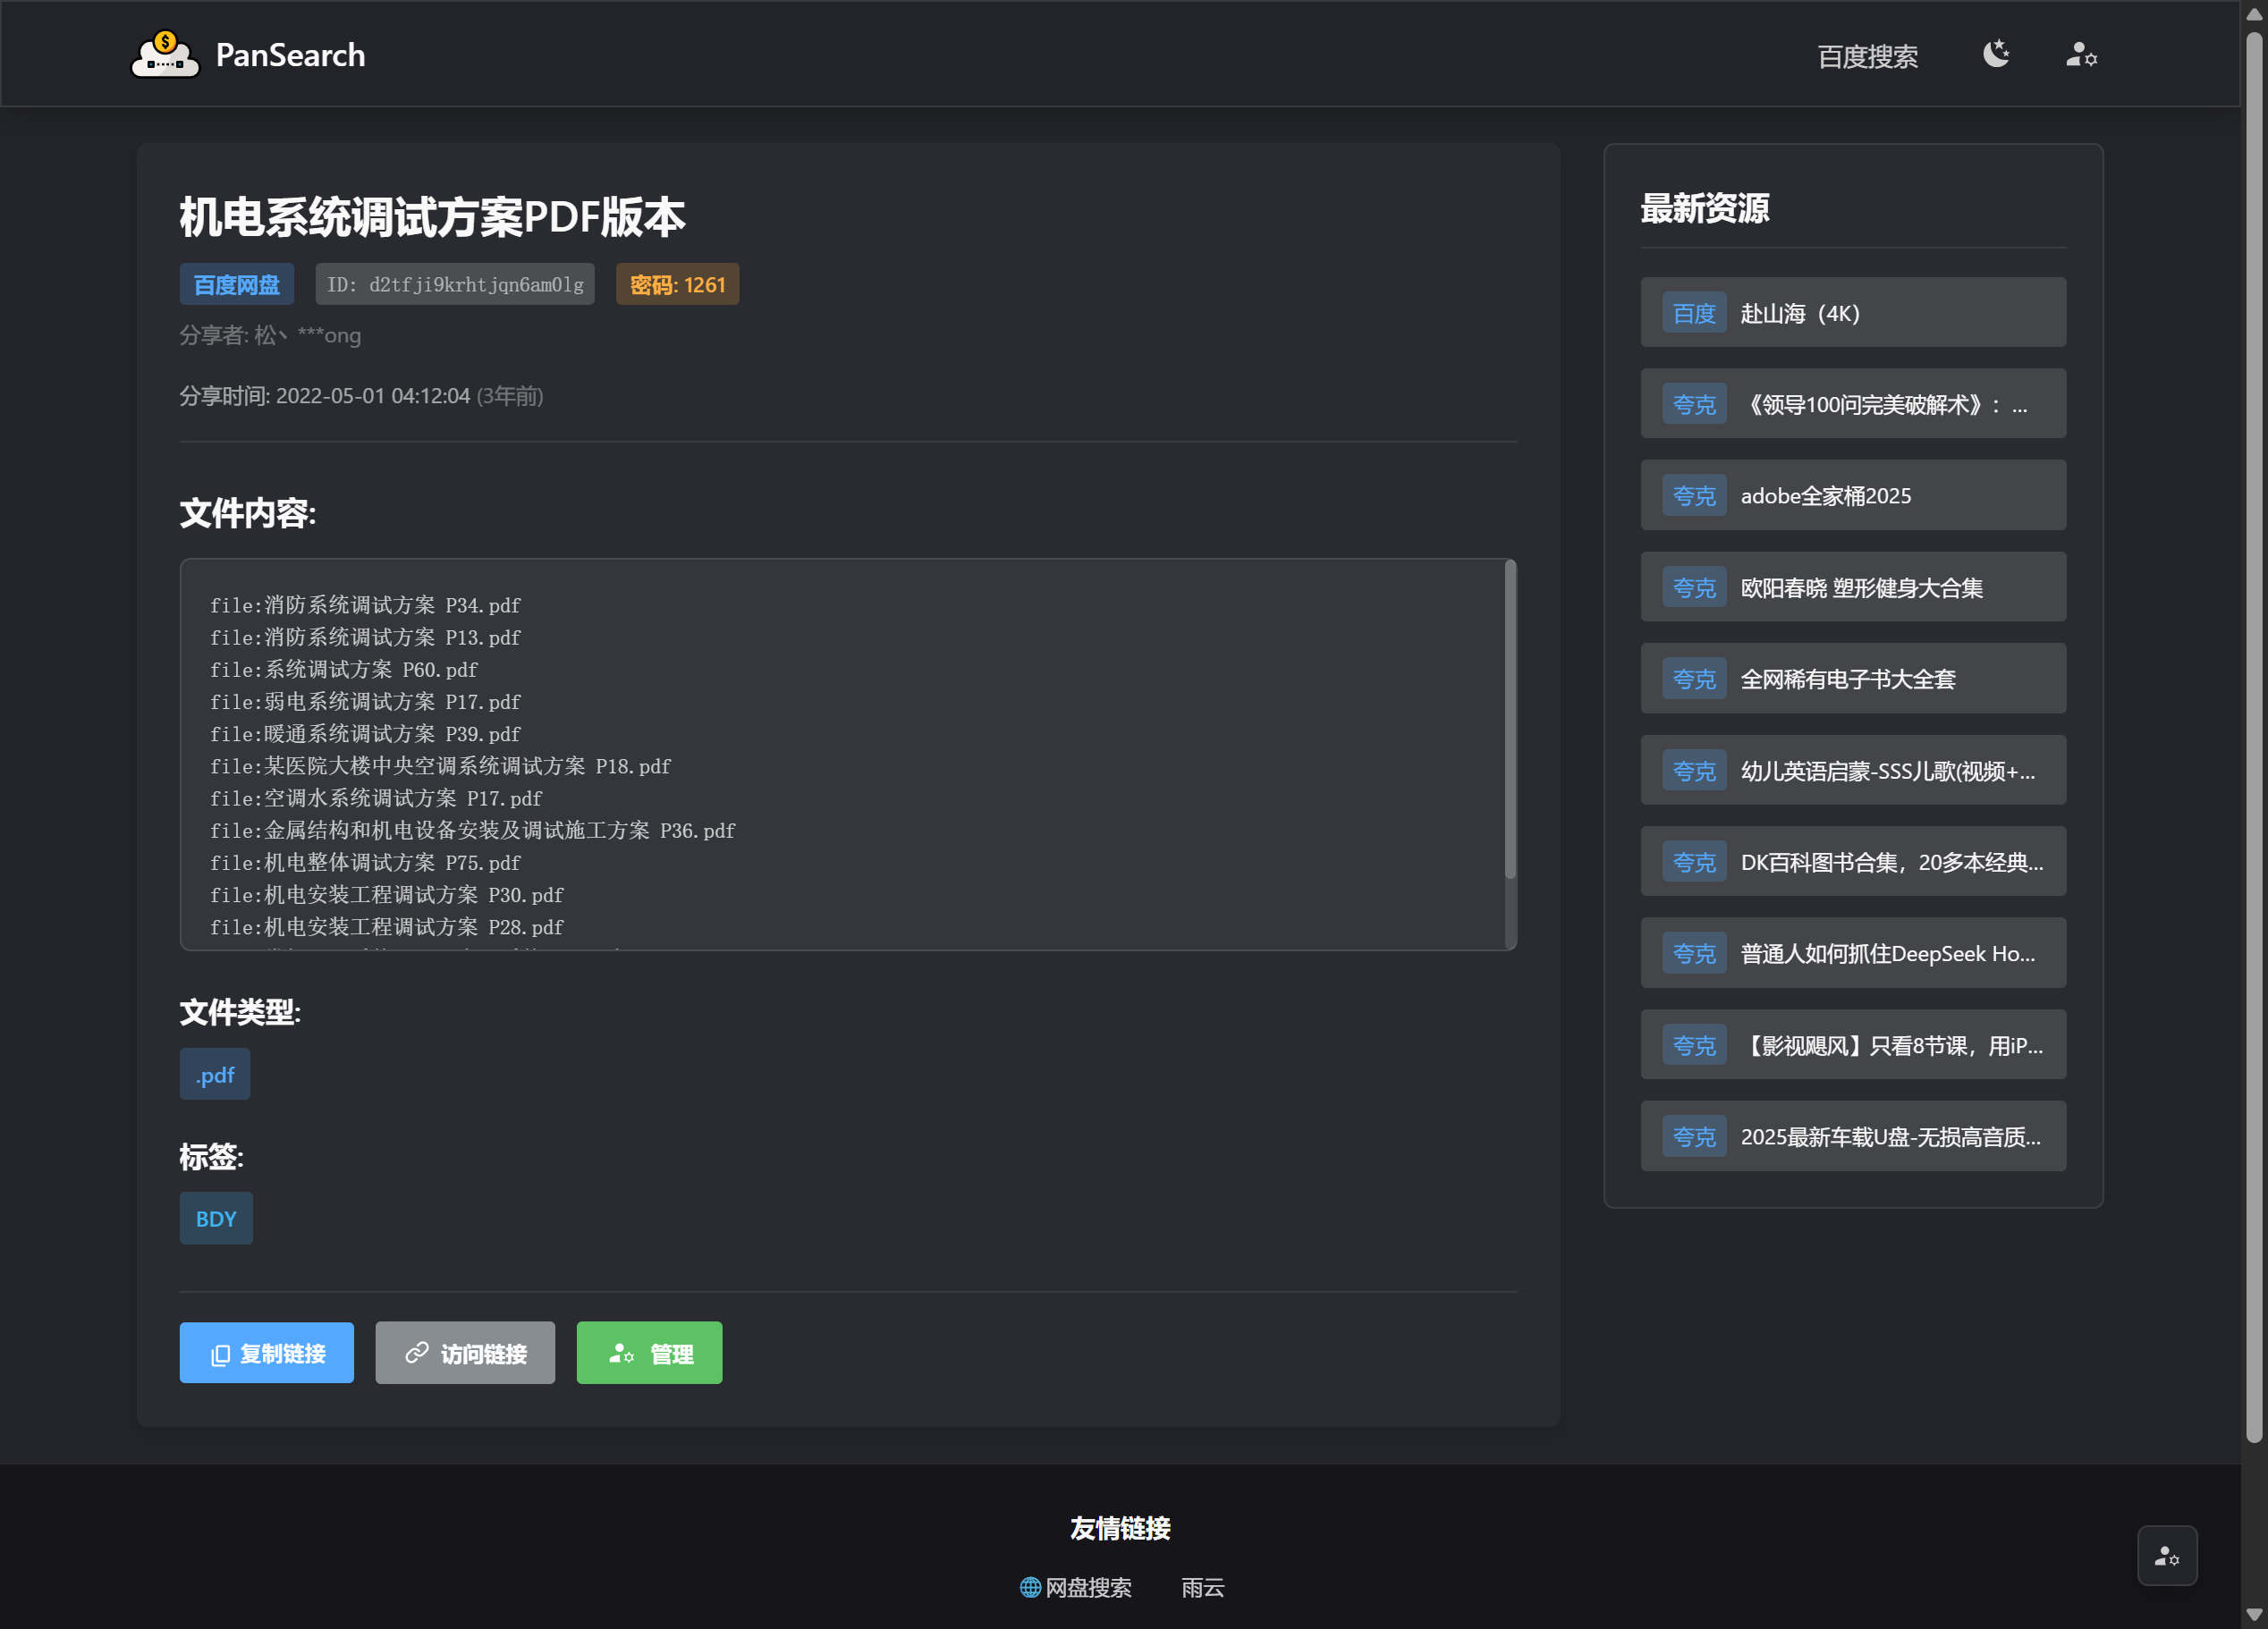 PanSearch
百度搜索
机电系统调试方案PDF版本
百度网盘
ID: d2tfji9krhtjqn6am0lg
密码: 1261
分享者: 松丶***ong
分享时间: 2022-05-01 04:12:04 (3年前)
文件内容:
file:消防系统调试方案 P34.pdf
file:消防系统调试方案 P13.pdf
file:系统调试方案 P60.pdf
file:弱电系统调试方案 P17.pdf
file:暖通系统调试方案 P39.pdf
file:某医院大楼中央空调系统调试方案 P18.pdf
file:空调水系统调试方案 P17.pdf
file:金属结构和机电设备安装及调试施工方案 P36.pdf
file:机电整体调试方案 P75.pdf
file:机电安装工程调试方案 P30.pdf
file:机电安装工程调试方案 P28.pdf
文件类型:
.pdf
标签:
BDY
复制链接
访问链接
管理
最新资源
百度 赴山海（4K）
夸克 《领导100问完美破解术》：...
夸克 adobe全家桶2025
夸克 欧阳春晓 塑形健身大合集
夸克 全网稀有电子书大全套
夸克 幼儿英语启蒙-SSS儿歌(视频+...
夸克 DK百科图书合集，20多本经典...
夸克 普通人如何抓住DeepSeek Ho...
夸克 【影视飓风】只看8节课，用iP...
夸克 2025最新车载U盘-无损高音质...
友情链接
网盘搜索
雨云